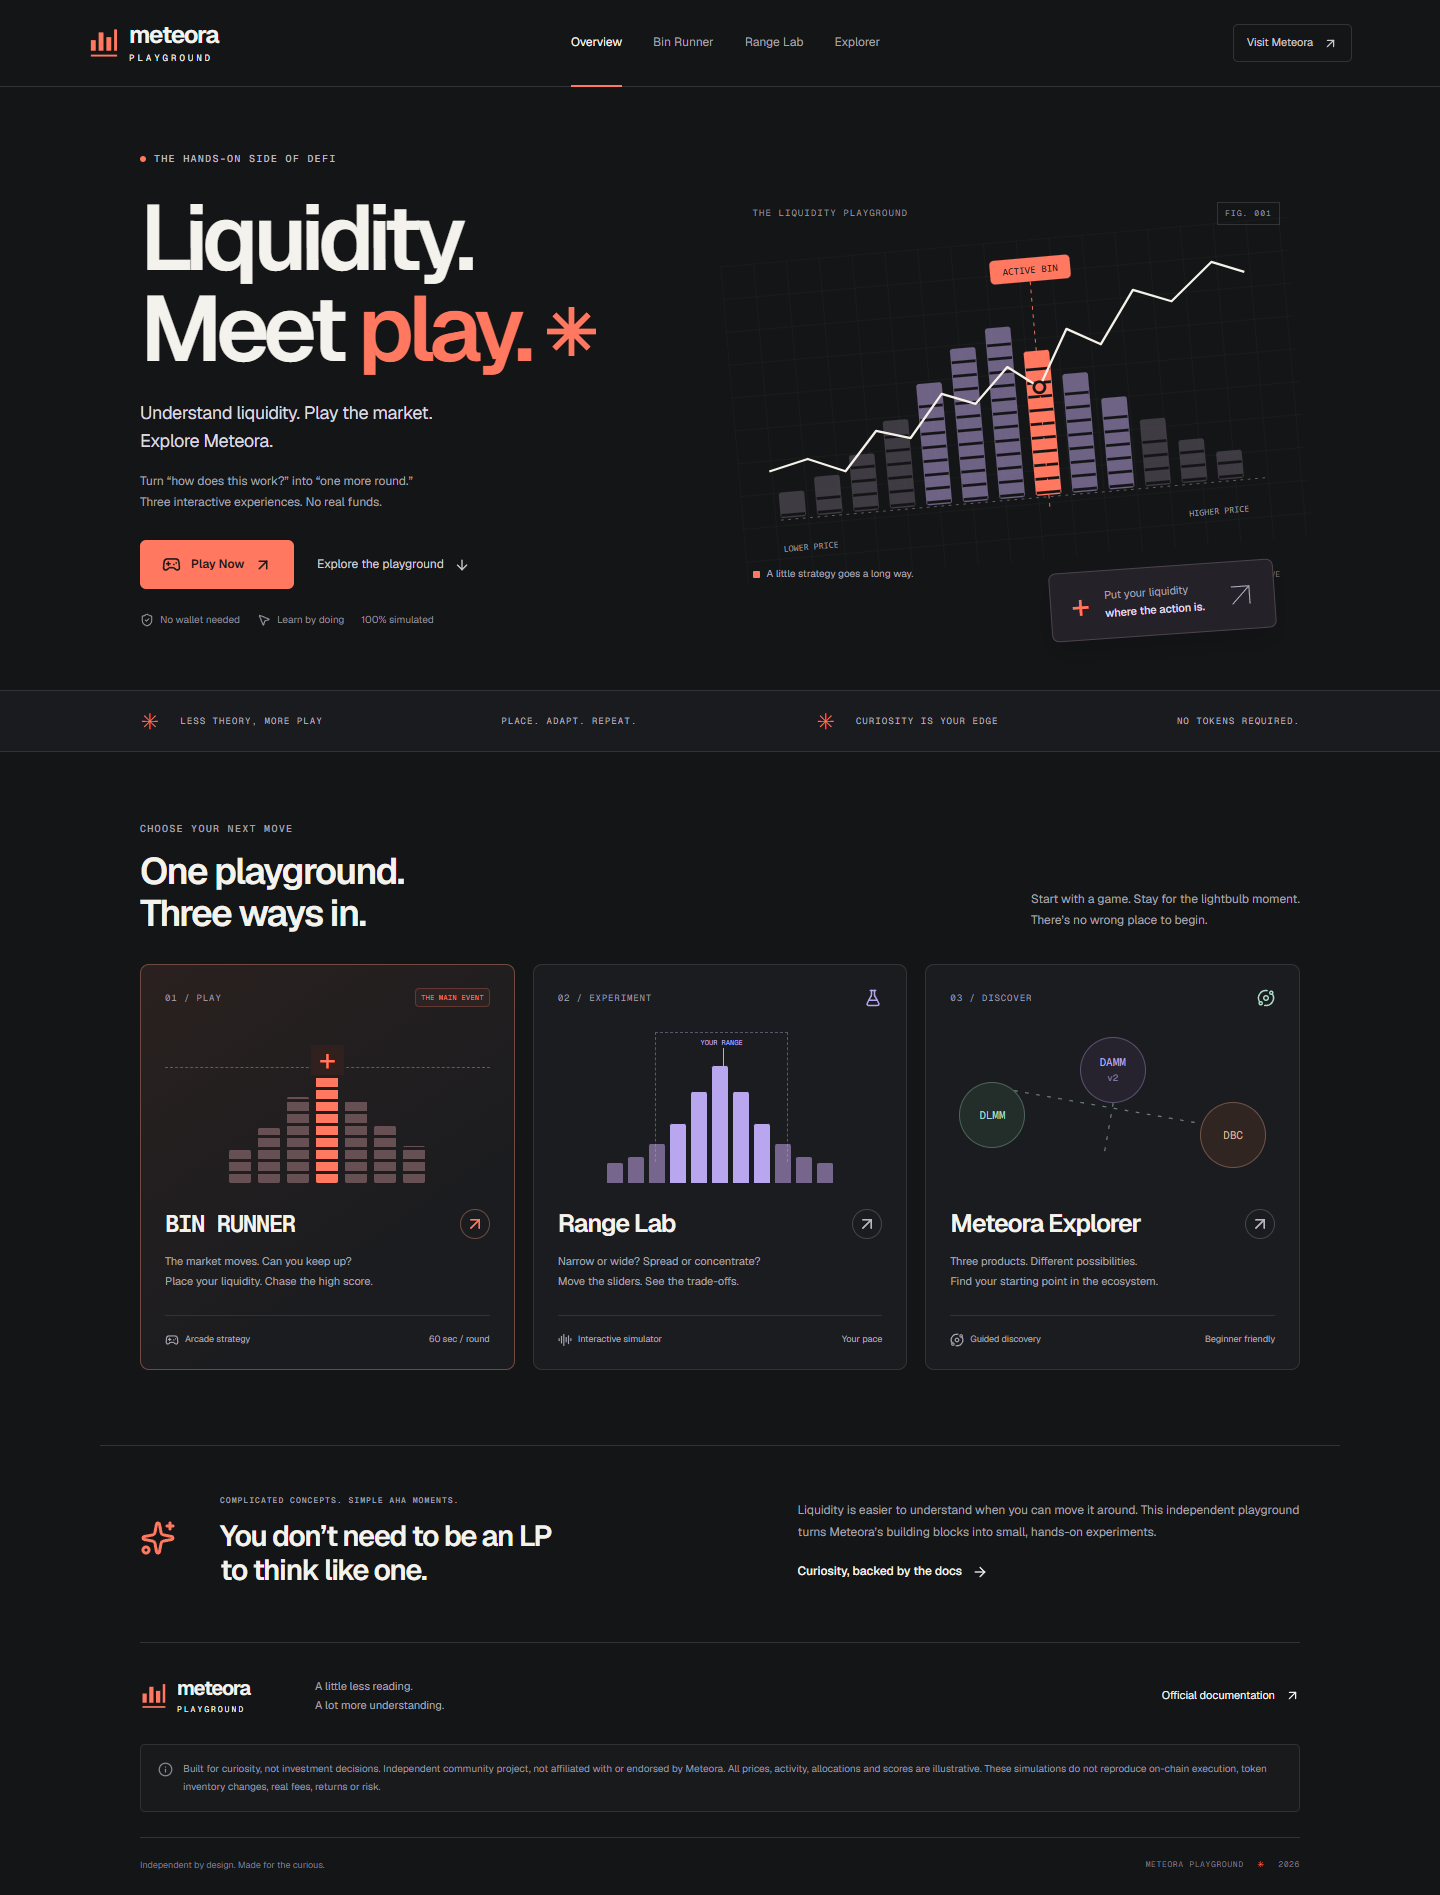 meteora
PLAYGROUND
Overview
Bin Runner
Range Lab
Explorer
Visit Meteora
THE HANDS-ON SIDE OF DEFI
Liquidity.
Meet play.
Understand liquidity. Play the market.
Explore Meteora.
Turn “how does this work?” into “one more round.”
Three interactive experiences. No real funds.
Play Now
Explore the playground
No wallet needed
Learn by doing
100% simulated
THE LIQUIDITY PLAYGROUND
FIG. 001
ACTIVE BIN
LOWER PRICE
HIGHER PRICE
A little strategy goes a long way.
Put your liquidity
where the action is.
LESS THEORY, MORE PLAY
PLACE. ADAPT. REPEAT.
CURIOSITY IS YOUR EDGE
NO TOKENS REQUIRED.
CHOOSE YOUR NEXT MOVE
One playground.
Three ways in.
Start with a game. Stay for the lightbulb moment.
There’s no wrong place to begin.
01 / PLAY
THE MAIN EVENT
BIN RUNNER
The market moves. Can you keep up?
Place your liquidity. Chase the high score.
Arcade strategy
60 sec / round
02 / EXPERIMENT
YOUR RANGE
Range Lab
Narrow or wide? Spread or concentrate?
Move the sliders. See the trade-offs.
Interactive simulator
Your pace
03 / DISCOVER
DAMM
v2
DLMM
DBC
Meteora Explorer
Three products. Different possibilities.
Find your starting point in the ecosystem.
Guided discovery
Beginner friendly
COMPLICATED CONCEPTS. SIMPLE AHA MOMENTS.
You don’t need to be an LP
to think like one.
Liquidity is easier to understand when you can move it around. This independent playground
turns Meteora’s building blocks into small, hands-on experiments.
Curiosity, backed by the docs
meteora
PLAYGROUND
A little less reading.
A lot more understanding.
Official documentation
Built for curiosity, not investment decisions. Independent community project, not affiliated with or endorsed by Meteora. All prices, activity, allocations and scores are illustrative. These simulations do not reproduce on-chain execution, token
inventory changes, real fees, returns or risk.
Independent by design. Made for the curious.
METEORA PLAYGROUND
2026